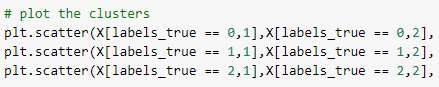 # plot the clusters
plt.scatter(X[labels_true == 0,1],X[labels_true == 0,2],
plt.scatter(X[labels_true == 1,1],X[labels_true == 1,2],
plt.scatter(X[labels_true == 2,1],X[labels_true == 2,2],